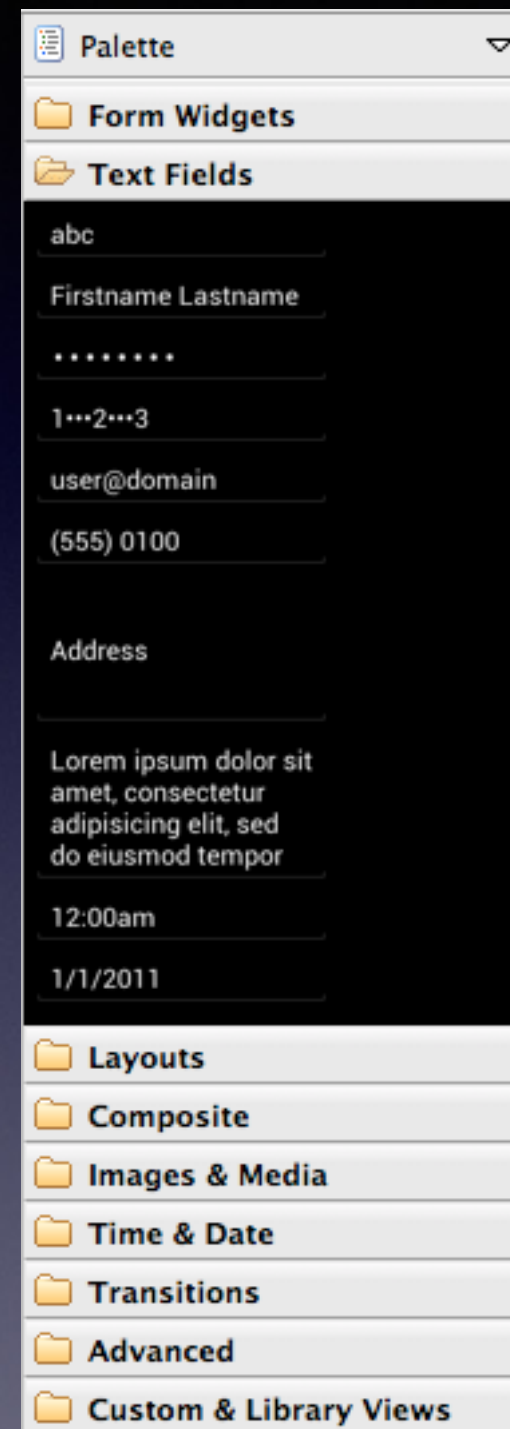 Palette
Form Widgets
Text Fields
abc
Firstname Lastname
••••••••
1•••2•••3
user@domain
(555) 0100
Address
Lorem ipsum dolor sit
amet, consectetur
adipisicing elit, sed
do eiusmod tempor
12:00am
1/1/2011
Layouts
Composite
Images & Media
Time & Date
Transitions
Advanced
Custom & Library Views